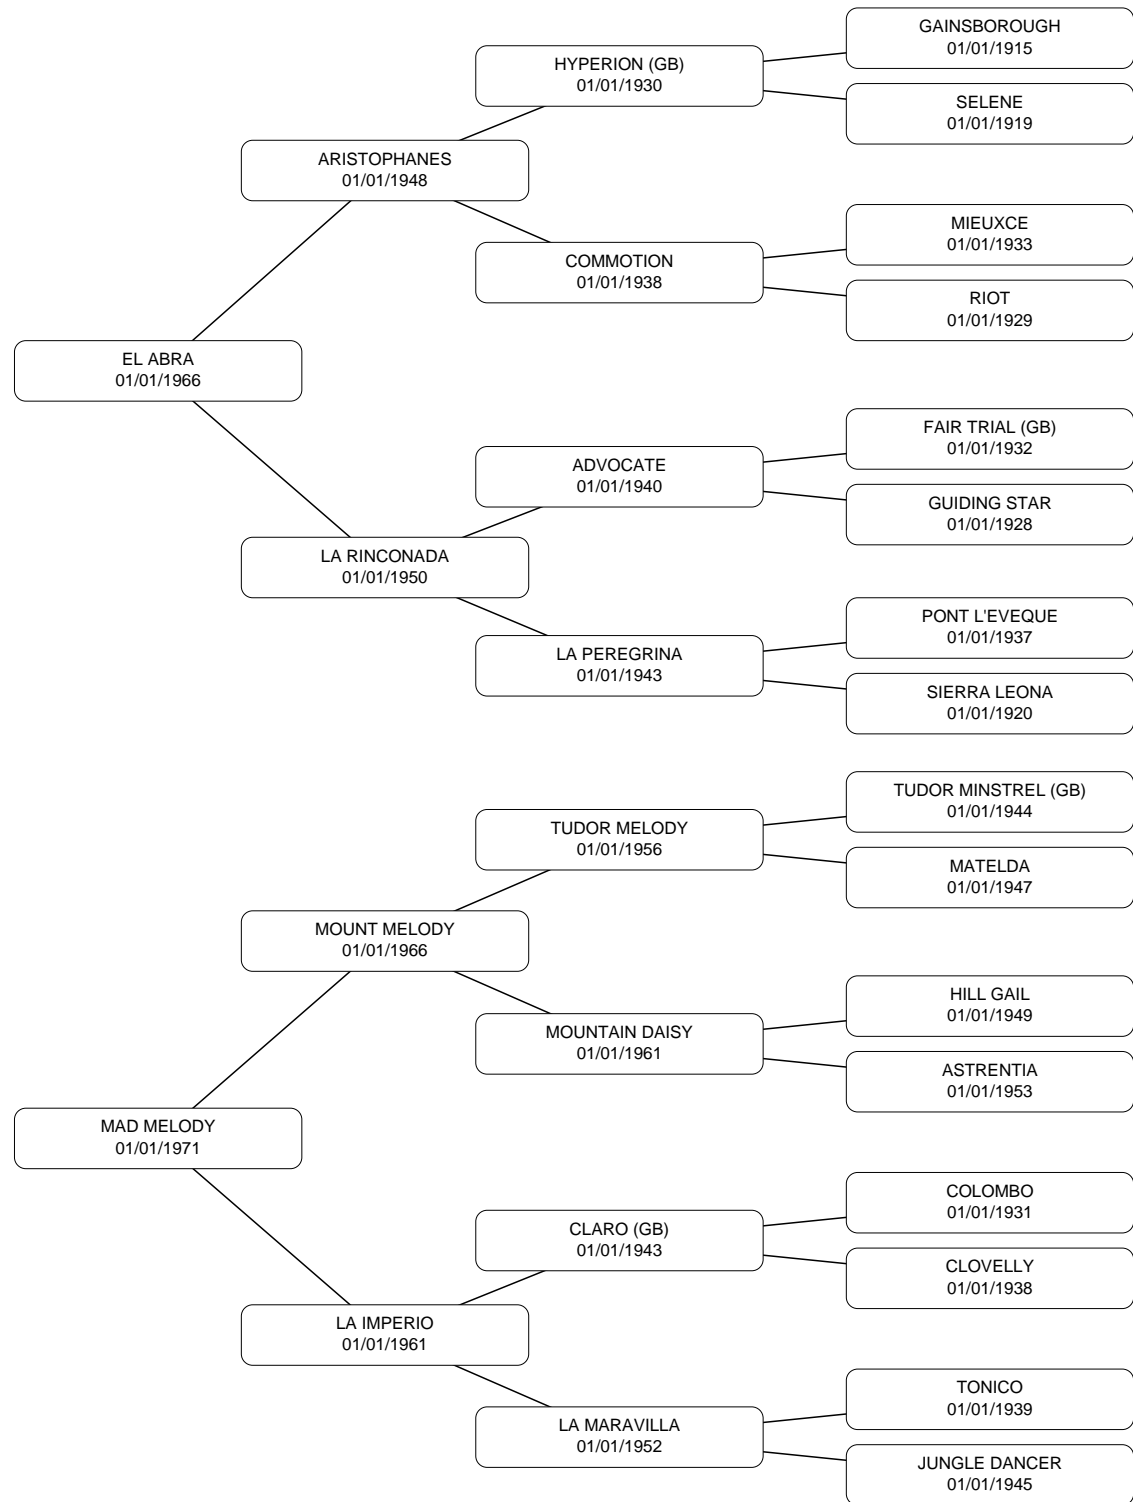 GAINSBOROUGH
01/01/1915
HYPERION (GB)
01/01/1930
SELENE
01/01/1919
ARISTOPHANES
01/01/1948
MIEUXCE
01/01/1933
COMMOTION
01/01/1938
RIOT
01/01/1929
EL ABRA
01/01/1966
FAIR TRIAL (GB)
01/01/1932
ADVOCATE
01/01/1940
GUIDING STAR
01/01/1928
LA RINCONADA
01/01/1950
PONT L'EVEQUE
01/01/1937
LA PEREGRINA
01/01/1943
SIERRA LEONA
01/01/1920
TUDOR MINSTREL (GB)
01/01/1944
TUDOR MELODY
01/01/1956
MATELDA
01/01/1947
MOUNT MELODY
01/01/1966
HILL GAIL
01/01/1949
MOUNTAIN DAISY
01/01/1961
ASTRENTIA
01/01/1953
MAD MELODY
01/01/1971
COLOMBO
01/01/1931
CLARO (GB)
01/01/1943
CLOVELLY
01/01/1938
LA IMPERIO
01/01/1961
TONICO
01/01/1939
LA MARAVILLA
01/01/1952
JUNGLE DANCER
01/01/1945